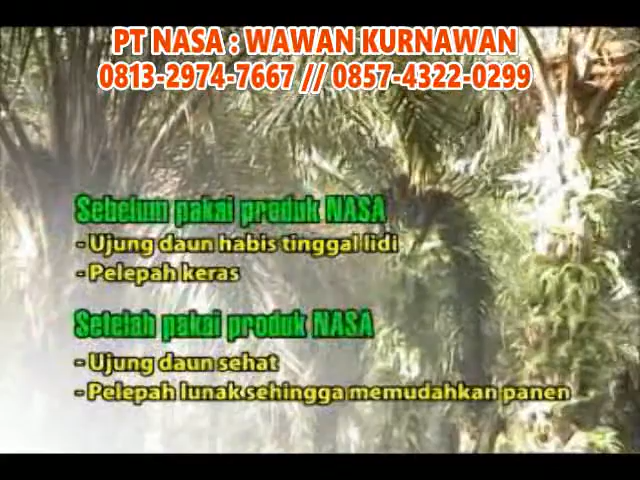 PT NASA : WAWAN KURNAWAN
0813-2974-7667 // 0857-4322-0299
Sebelum pakai produk NASA
- Ujung daun habis tinggal lidi
- Pelepah keras
Setelah pakai produk NASA
- Ujung daun sehat
- Pelepah lunak sehingga memudahkan panen